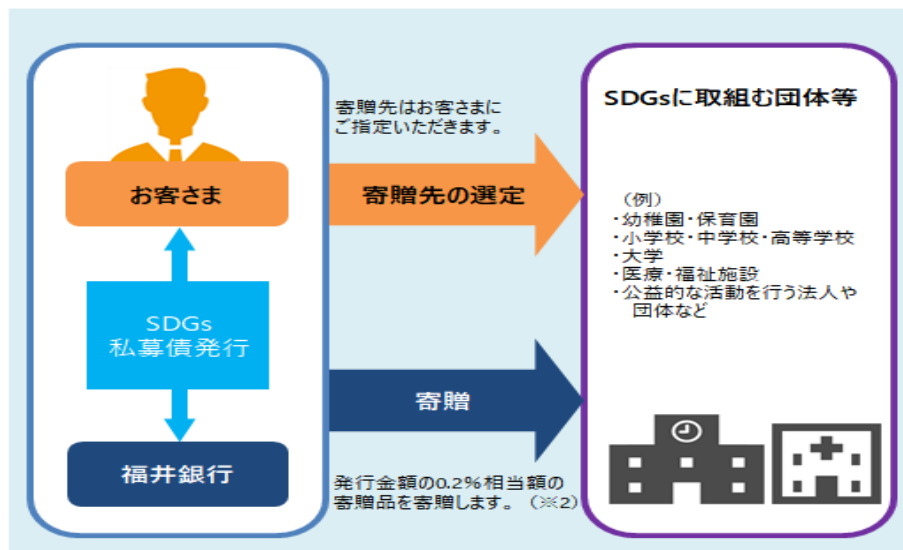 お客さま
SDGs
私募債発行
福井銀行
寄贈先はお客さまに
ご指定いただきます。
寄贈先の選定
寄贈
発行金額の0.2%相当額の
寄贈品を寄贈します。（※2）
SDGsに取組む団体等
（例）
・幼稚園・保育園
・小学校・中学校・高等学校
・大学
・医療・福祉施設
・公益的な活動を行う法人や
団体など